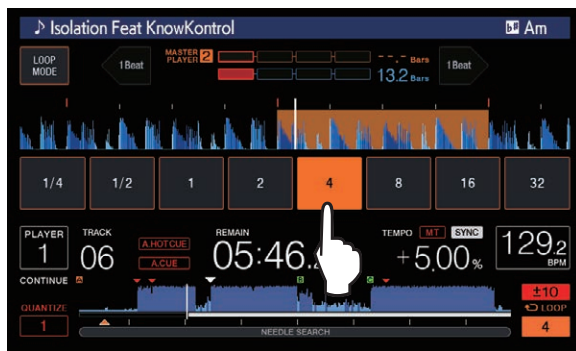 ♪ Isolation Feat KnowKontrol ♭# Am
LOOP MODE
1Beat
MASTER PLAYER 2
--.- Bars
13.2 Bars
1Beat
1/4 1/2 1 2 4 8 16 32
PLAYER 1
TRACK 06
A.HOTCUE
A.CUE
REMAIN
05:46.
TEMPO MT SYNC
+5.00%
129.2 BPM
CONTINUE A B C
QUANTIZE 1
NEEDLE SEARCH
±10
LOOP
4